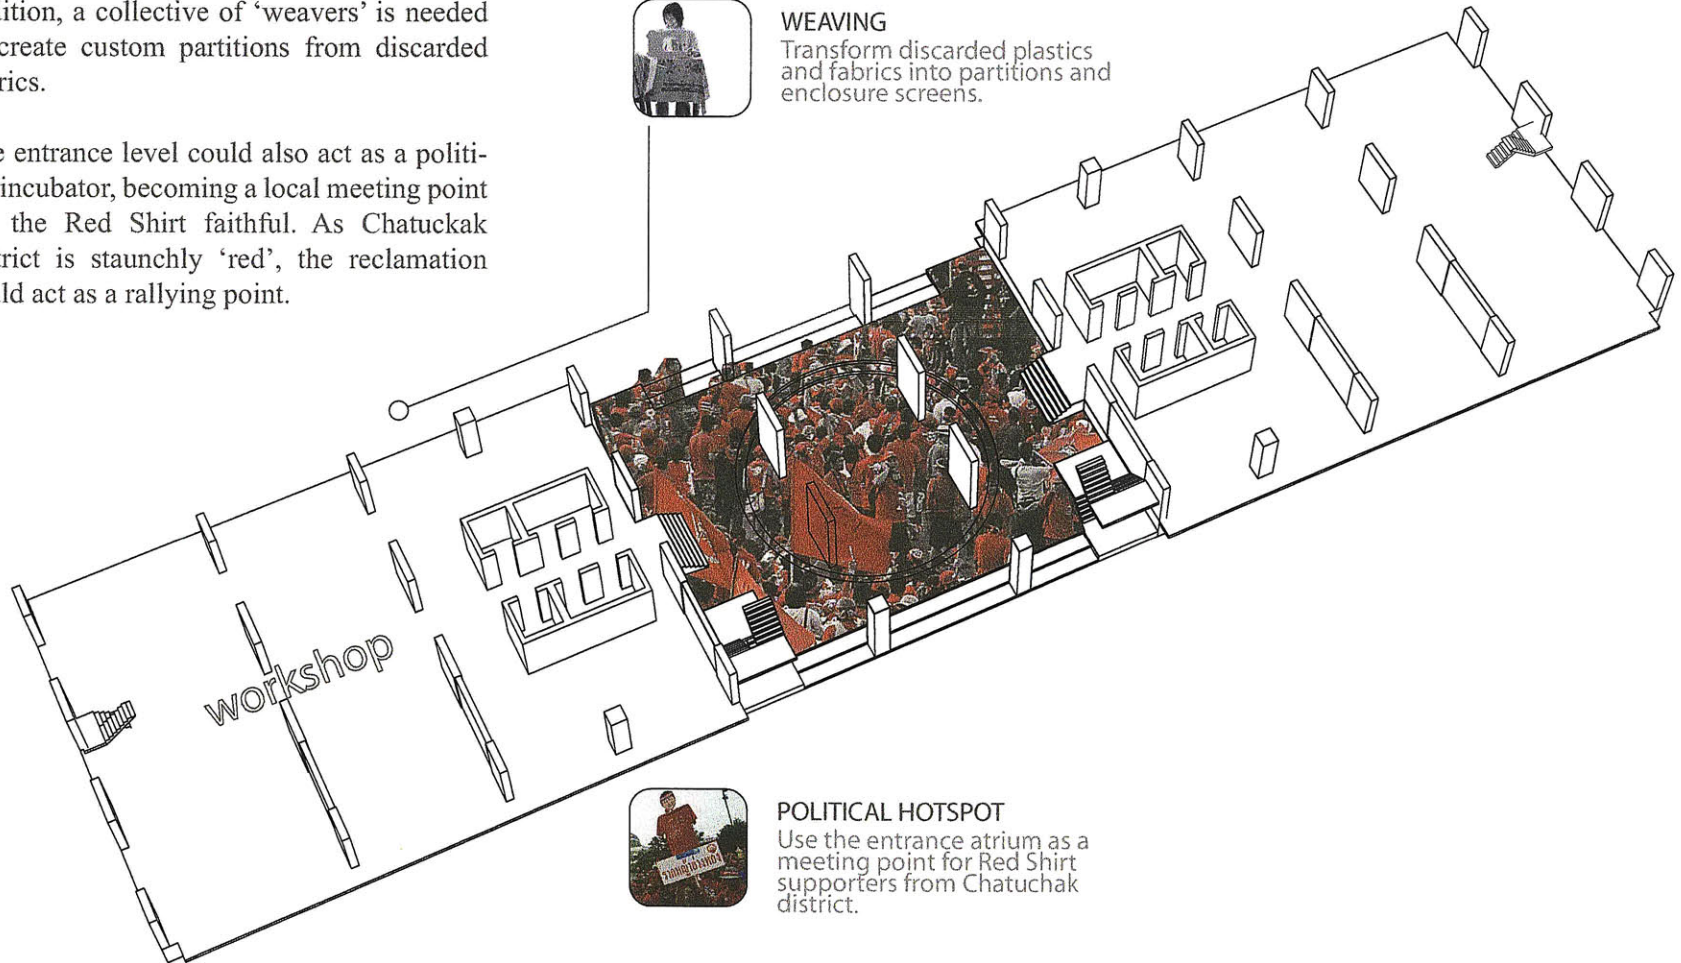 dition, a collective of ‘weavers’ is needed
create custom partitions from discarded
rics.
e entrance level could also act as a politi-
incubator, becoming a local meeting point
the Red Shirt faithful. As Chatuckak
trict is staunchly ‘red’, the reclamation
ld act as a rallying point.
WEAVING
Transform discarded plastics
and fabrics into partitions and
enclosure screens.
workshop
POLITICAL HOTSPOT
Use the entrance atrium as a
meeting point for Red Shirt
supporters from Chatuchak
district.